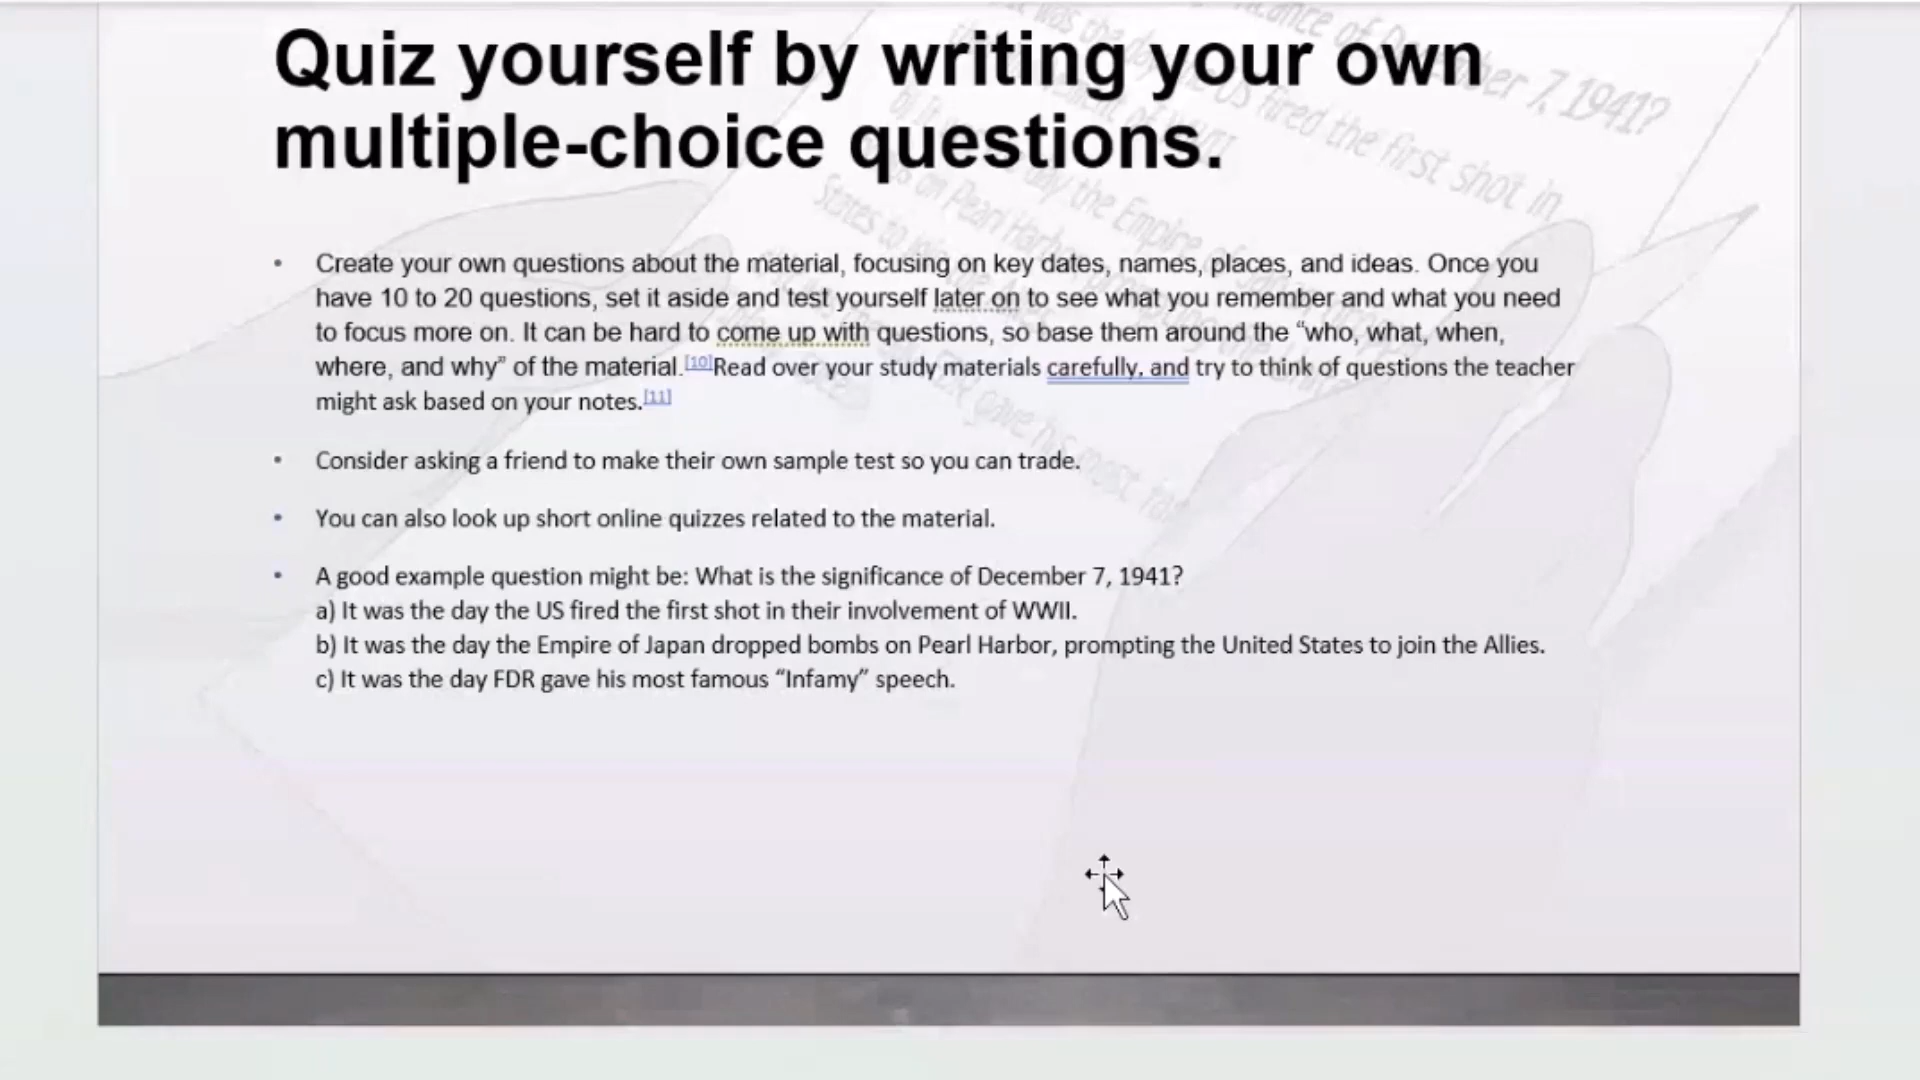 Quiz yourself by writing your own
multiple-choice questions.
• Create your own questions about the material, focusing on key dates, names, places, and ideas. Once you
have 10 to 20 questions, set it aside and test yourself later on to see what you remember and what you need
to focus more on. It can be hard to come up with questions, so base them around the “who, what, when,
where, and why” of the material.[10]Read over your study materials carefully, and try to think of questions the teacher
might ask based on your notes.[11]
• Consider asking a friend to make their own sample test so you can trade.
• You can also look up short online quizzes related to the material.
• A good example question might be: What is the significance of December 7, 1941?
a) It was the day the US fired the first shot in their involvement of WWII.
b) It was the day the Empire of Japan dropped bombs on Pearl Harbor, prompting the United States to join the Allies.
c) It was the day FDR gave his most famous “Infamy” speech.